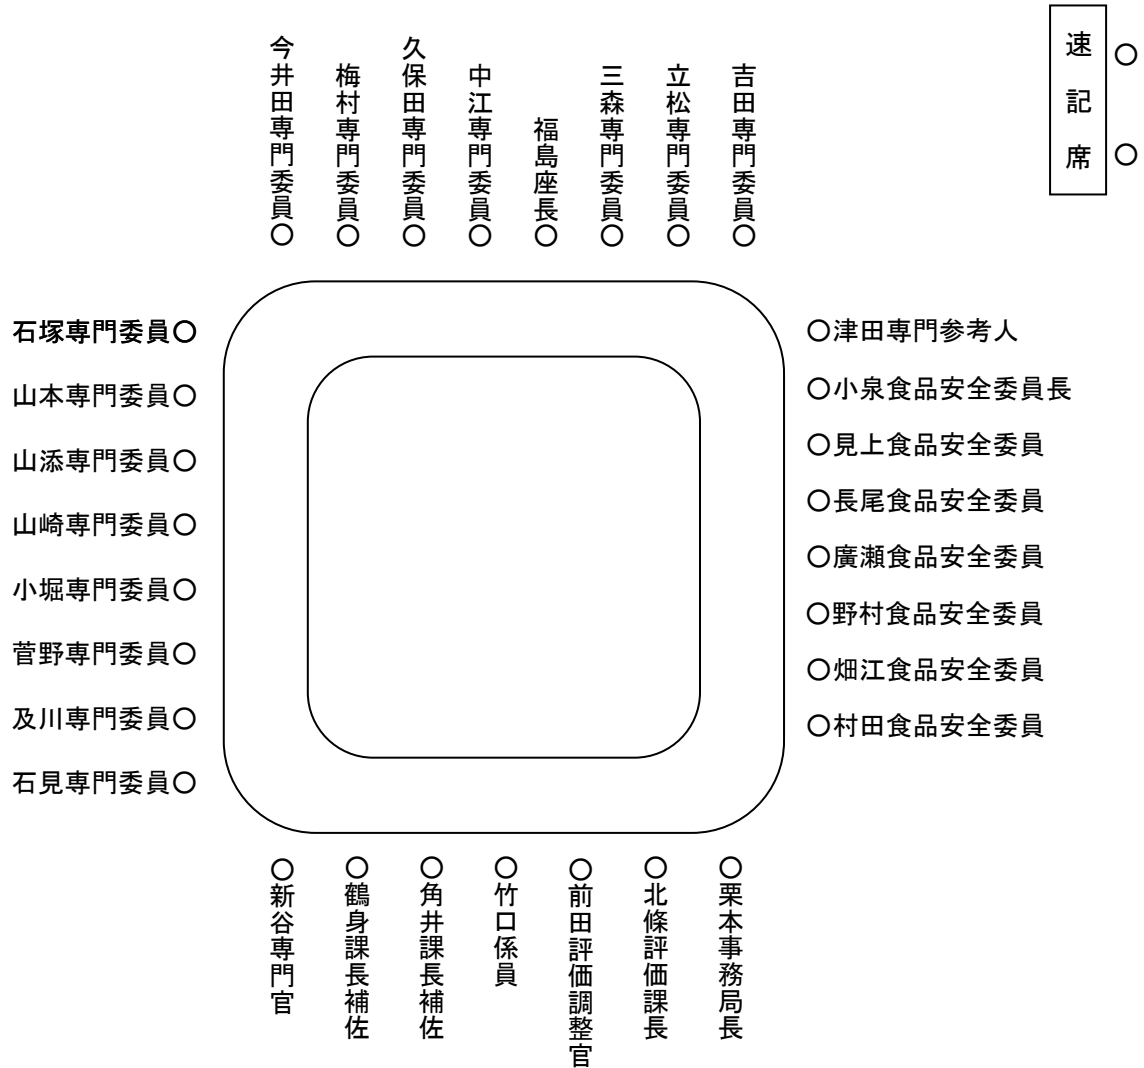 今井田専門委員○
梅村専門委員○
久保田専門委員○
中江専門委員○
福島座長○
三森専門委員○
立松専門委員○
吉田専門委員○
速記席
○
○
石塚専門委員○
山本専門委員○
山添専門委員○
山崎専門委員○
小堀専門委員○
菅野専門委員○
及川専門委員○
石見専門委員○
○津田専門参考人
○小泉食品安全委員長
○見上食品安全委員
○長尾食品安全委員
○廣瀬食品安全委員
○野村食品安全委員
○畑江食品安全委員
○村田食品安全委員
○新谷専門官
○鶴身課長補佐
○角井課長補佐
○竹口係員
○前田評価調整官
○北條評価課長
○栗本事務局長